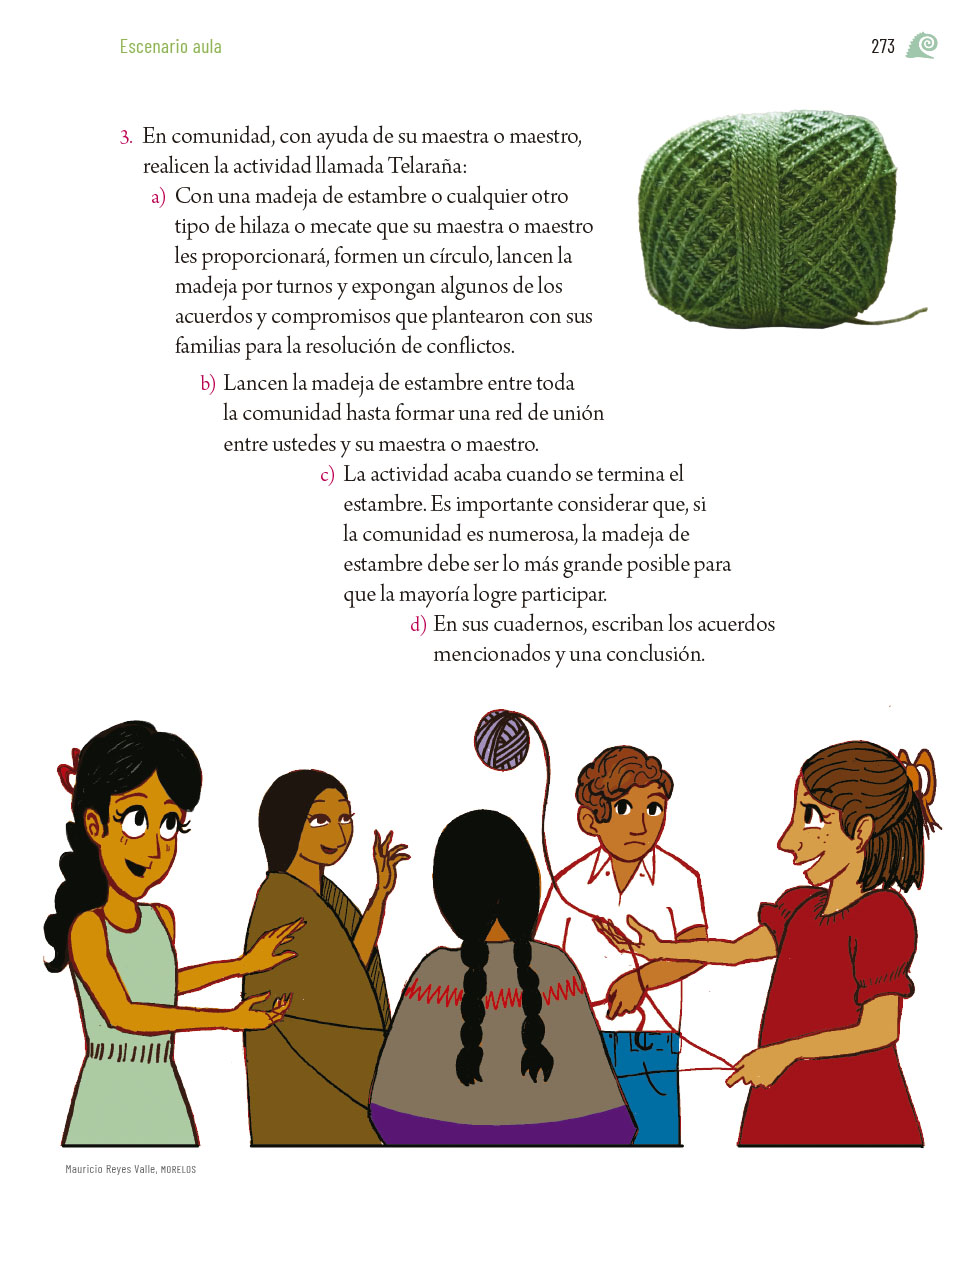 Escenario aula
273
3. En comunidad, con ayuda de su maestra o maestro,
realicen la actividad llamada Telaraña:
a) Con una madeja de estambre o cualquier otro
tipo de hilaza o mecate que su maestra o maestro
les proporcionará, formen un círculo, lancen la
madeja por turnos y expongan algunos de los
acuerdos y compromisos que plantearon con sus
familias para la resolución de conflictos.
b) Lancen la madeja de estambre entre toda
la comunidad hasta formar una red de unión
entre ustedes y su maestra o maestro.
c) La actividad acaba cuando se termina el
estambre. Es importante considerar que, si
la comunidad es numerosa, la madeja de
estambre debe ser lo más grande posible para
que la mayoría logre participar.
d) En sus cuadernos, escriban los acuerdos
mencionados y una conclusión.
Mauricio Reyes Valle, MORELOS